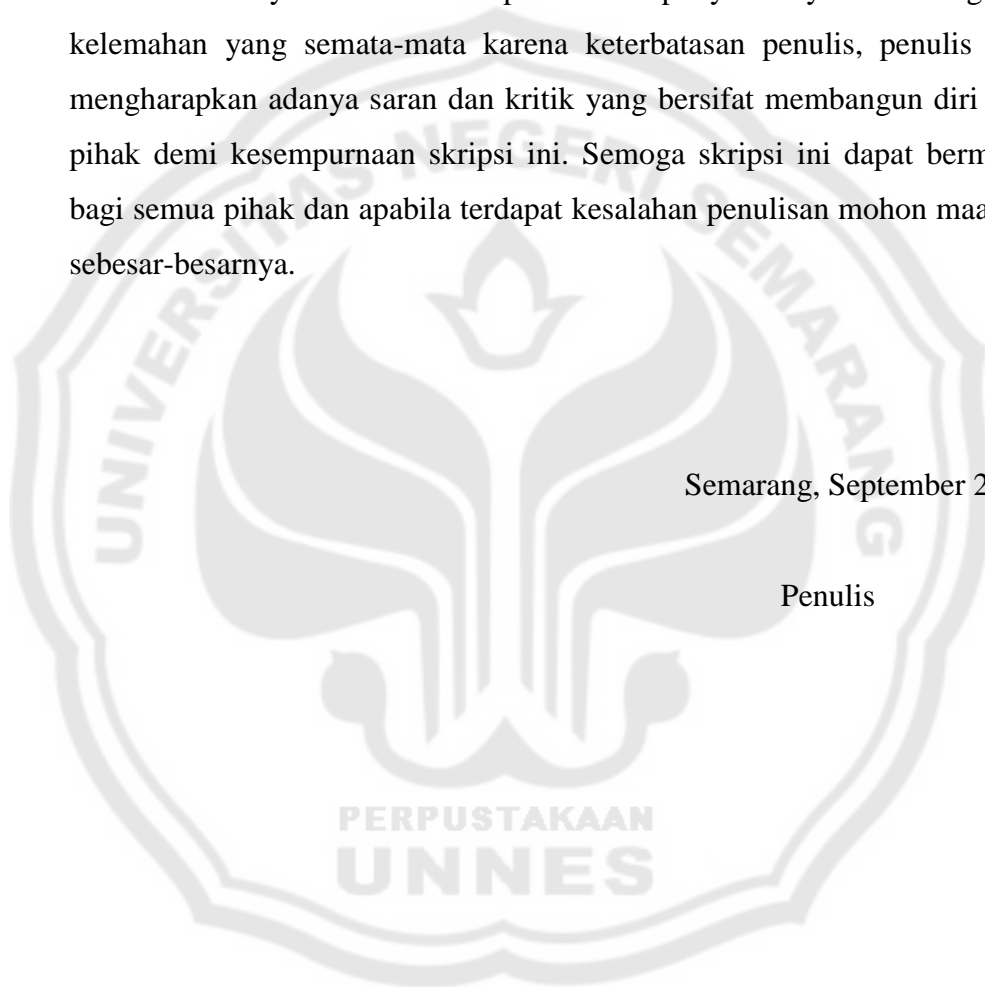 kelemahan yang semata-mata karena keterbatasan penulis, penulis
mengharapkan adanya saran dan kritik yang bersifat membangun diri
pihak demi kesempurnaan skripsi ini. Semoga skripsi ini dapat berm
bagi semua pihak dan apabila terdapat kesalahan penulisan mohon maa
sebesar-besarnya.
Semarang, September 2
Penulis
UNIVERSITAS NEGERI SEMARANG
PERPUSTAKAAN
UNNES